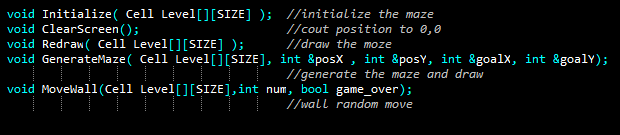 void Initialize( Cell Level[][SIZE] );  //initialize the maze
void ClearScreen();  //cout position to 0,0
void Redraw( Cell Level[][SIZE] );  //draw the moze
void GenerateMaze( Cell Level[][SIZE], int &posX , int &posY, int &goalX, int &goalY);
//generate the maze and draw
void MoveWall(Cell Level[][SIZE],int num, bool game_over);
//wall random move